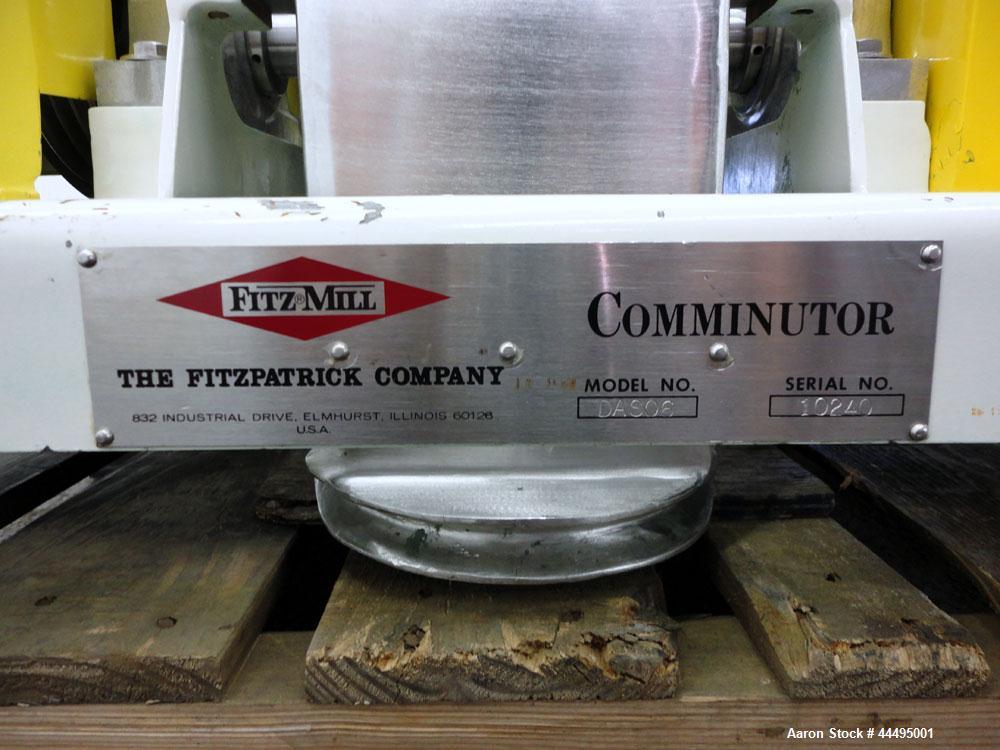 FITZ®MILL
COMMINUTOR
THE FITZPATRICK COMPANY
832 INDUSTRIAL DRIVE, ELMHURST, ILLINOIS 60126
U.S.A.
MODEL NO.
DAS06
SERIAL NO.
10240
Aaron Stock # 44495001